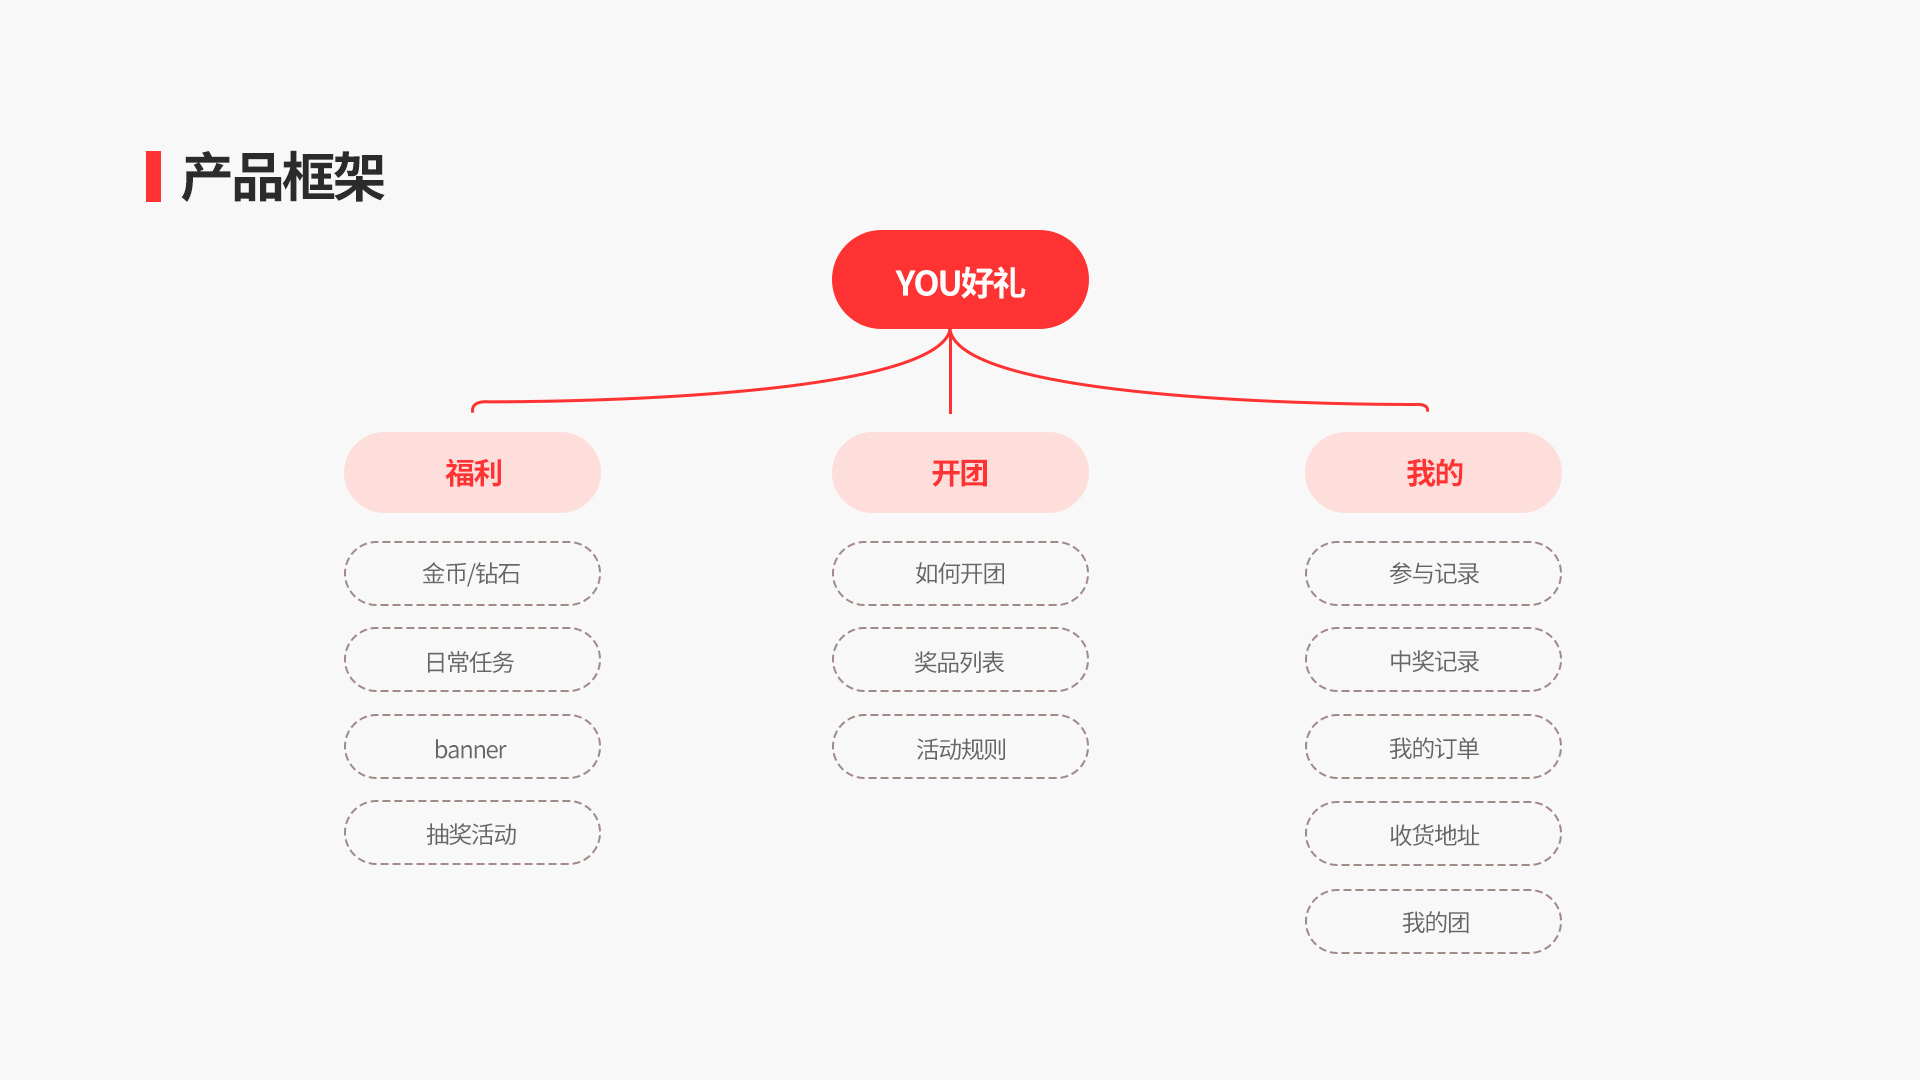 产品框架
YOU好礼
福利
金币/钻石
日常任务
banner
抽奖活动
开团
如何开团
奖品列表
活动规则
我的
参与记录
中奖记录
我的订单
收货地址
我的团